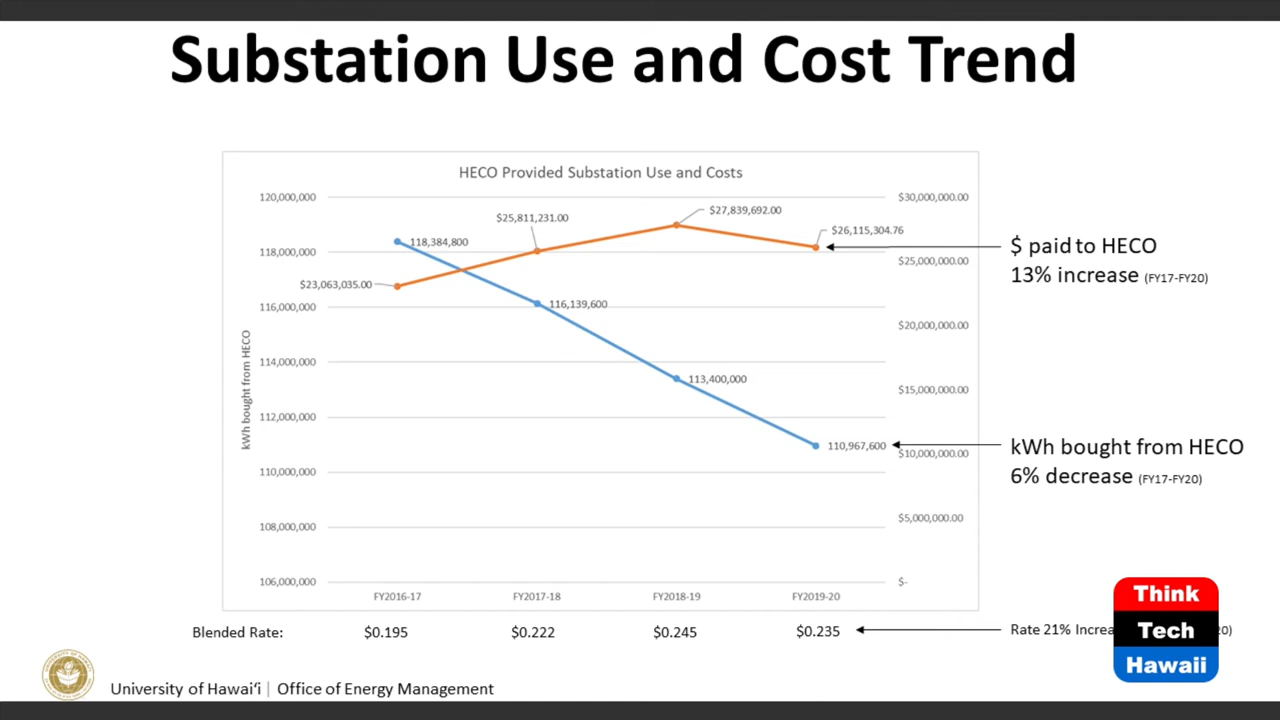 Substation Use and Cost Trend
HECO Provided Substation Use and Costs
120,000,000
118,000,000
116,000,000
114,000,000
112,000,000
110,000,000
108,000,000
106,000,000
kWh bought from HECO
$30,000,000.00
$25,000,000.00
$20,000,000.00
$15,000,000.00
$10,000,000.00
$5,000,000.00
$-
$23,063,035.00
$25,811,231.00
$27,839,692.00
$26,115,304.76
118,384,800
116,139,600
113,400,000
110,967,600
FY2016-17 FY2017-18 FY2018-19 FY2019-20
$ paid to HECO
13% increase (FY17-FY20)
kWh bought from HECO
6% decrease (FY17-FY20)
Blended Rate: $0.195 $0.222 $0.245 $0.235
Rate 21% 20)
Think
Tech
Hawaii
University of Hawaiʻi | Office of Energy Management